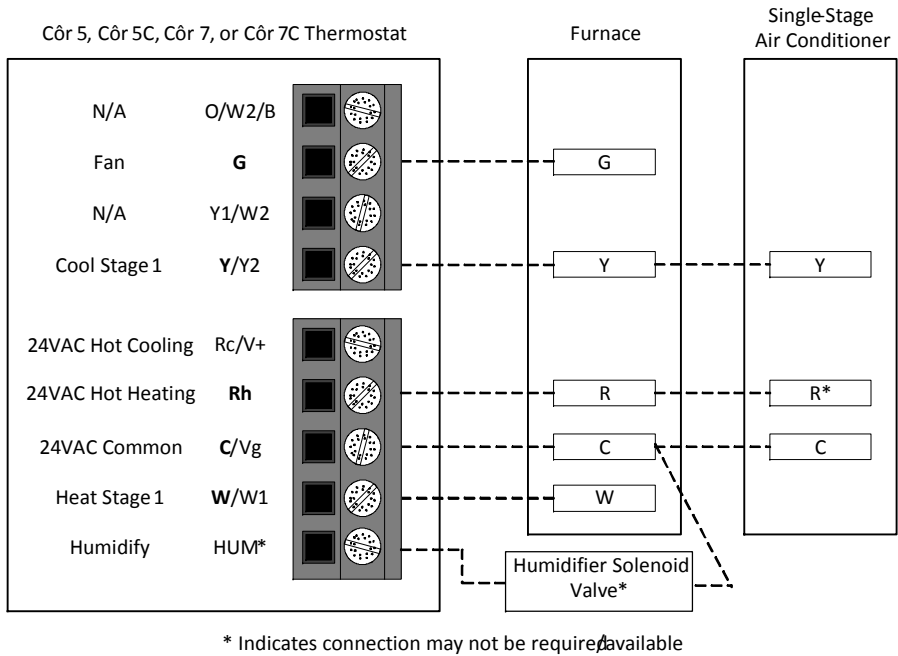 Côr 5, Côr 5C, Côr 7, or Côr 7C Thermostat
Furnace
Single-Stage
Air Conditioner
N/A O/W2/B
Fan G G
N/A Y1/W2
Cool Stage 1 Y/Y2 Y Y
24VAC Hot Cooling Rc/V+
24VAC Hot Heating Rh R R*
24VAC Common C/Vg C C
Heat Stage 1 W/W1 W
Humidify HUM*
Humidifier Solenoid
Valve*
* Indicates connection may not be required/available